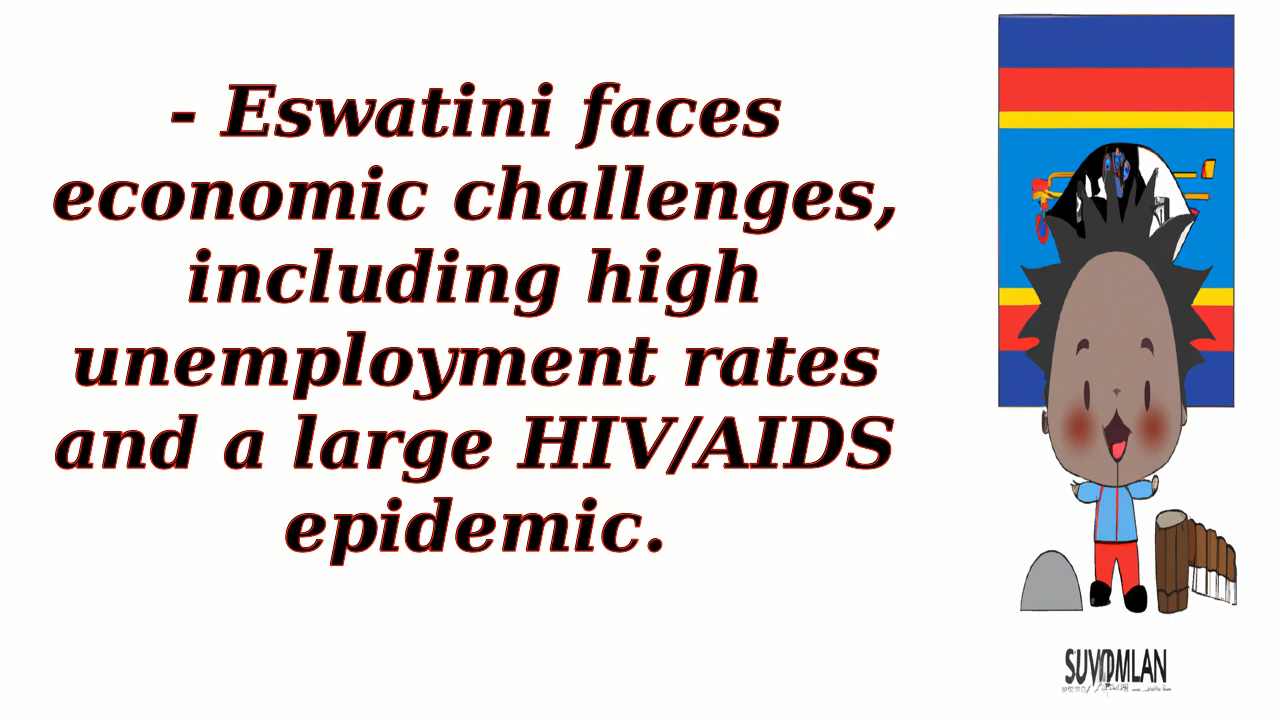 - Eswatini faces
economic challenges,
including high
unemployment rates
and a large HIV/AIDS
epidemic.